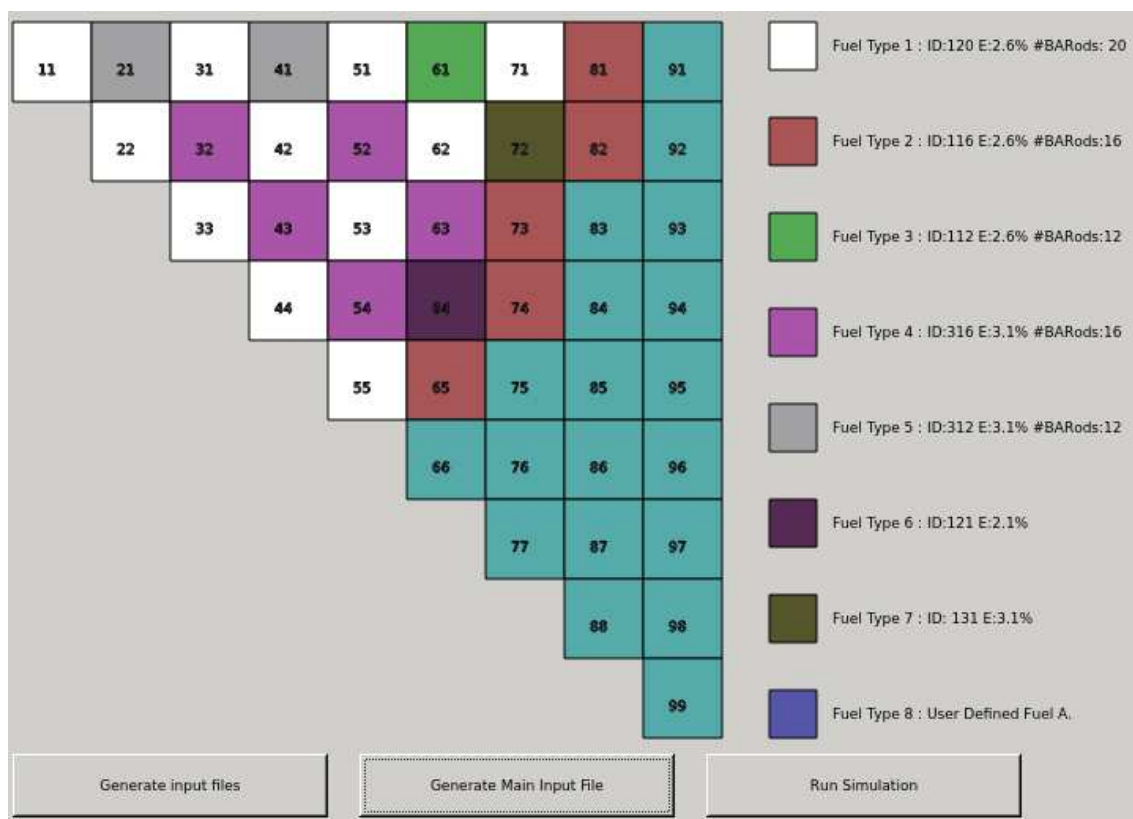 11 21 31 41 51 61 71 81 91
Fuel Type 1 : ID:120 E:2.6% #BARods: 20
22 32 42 52 62 72 82 92
Fuel Type 2 : ID:116 E:2.6% #BARods:16
33 43 53 63 73 83 93
Fuel Type 3 : ID:112 E:2.6% #BARods:12
44 54 64 74 84 94
Fuel Type 4 : ID:316 E:3.1% #BARods:16
55 65 75 85 95
Fuel Type 5 : ID:312 E:3.1% #BARods:12
66 76 86 96
Fuel Type 6 : ID:121 E:2.1%
77 87 97
Fuel Type 7 : ID: 131 E:3.1%
88 98
99
Fuel Type 8 : User Defined Fuel A.
Generate input files
Generate Main Input File
Run Simulation